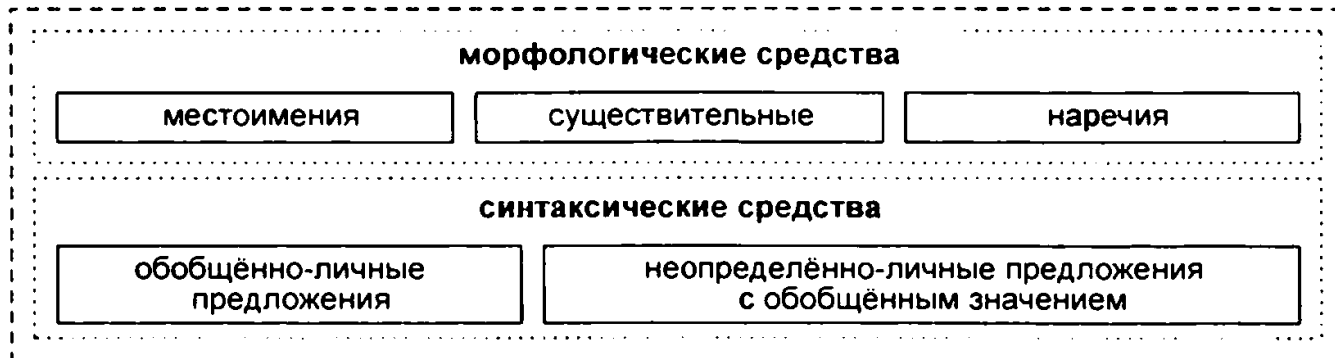 морфологические средства
местоимения существительные наречия
синтаксические средства
обобщённо-личные неопределённо-личные предложения
предложения с обобщённым значением